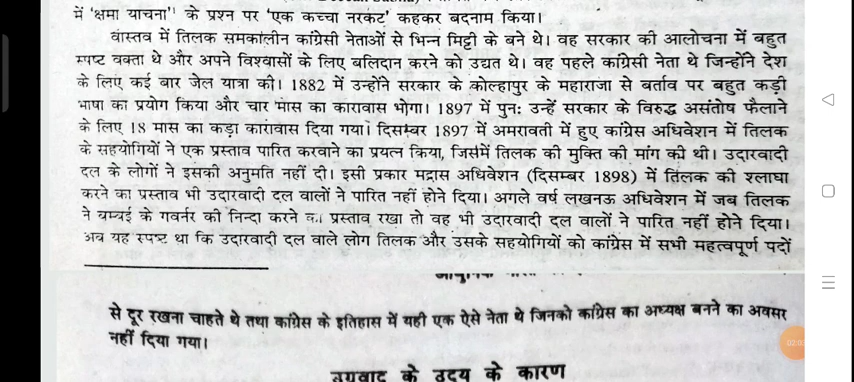 में ‘क्षमा याचना’' के प्रश्न पर ‘एक कच्चा नरकंट’ कहकर बदनाम किया।
वास्तव में तिलक समकालीन कांग्रेसी नेताओं से भिन्न मिट्टी के बने थे। वह सरकार की आलोचना में बहुत
स्पष्ट वक्ता थे और अपने विश्वासों के लिए बलिदान करने को उद्यत थे। वह पहले कांग्रेसी नेता थे जिन्होंने देश
के लिए कई बार जेल यात्रा की। 1882 में उन्होंने सरकार के कोल्हापुर के महाराजा से बर्ताव पर बहुत कड़ी
भाषा का प्रयोग किया और चार मास का कारावास भोगा। 1897 में पुनः उन्हें सरकार के विरुद्ध असंतोष फैलाने
के लिए 18 मास का कड़ा कारावास दिया गया। दिसम्बर 1897 में अमरावती में हुए कांग्रेस अधिवेशन में तिलक
के सहयोगियों ने एक प्रस्ताव पारित करवाने का प्रयत्न किया, जिसमें तिलक की मुक्ति की मांग की थी। उदारवादी
दल के लोगों ने इसकी अनुमति नहीं दी। इसी प्रकार मद्रास अधिवेशन (दिसम्बर 1898) में तिलक की श्लाघा
करने का प्रस्ताव भी उदारवादी दल वालों ने पारित नहीं होने दिया। अगले वर्ष लखनऊ अधिवेशन में जब तिलक
ने बम्बई के गवर्नर की निन्दा करने का प्रस्ताव रखा तो वह भी उदारवादी दल वालों ने पारित नहीं होने दिया।
अब यह स्पष्ट था कि उदारवादी दल वाले लोग तिलक और उसके सहयोगियों को कांग्रेस में सभी महत्वपूर्ण पदों
से दूर रखना चाहते थे तथा कांग्रेस के इतिहास में यही एक ऐसे नेता थे जिनको कांग्रेस का अध्यक्ष बनने का अवसर
नहीं दिया गया।
उग्रवाद के उदय के कारण